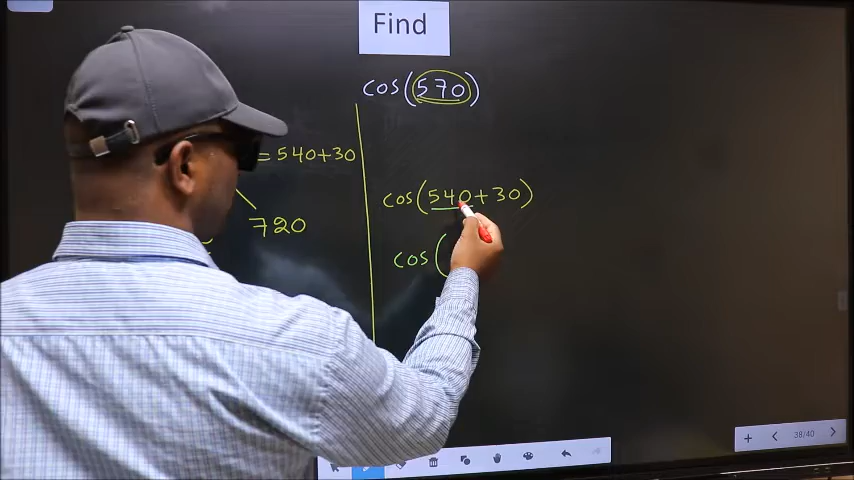 Find
cos(570)
= 540+30
720
cos(540+30)
cos(
38/40